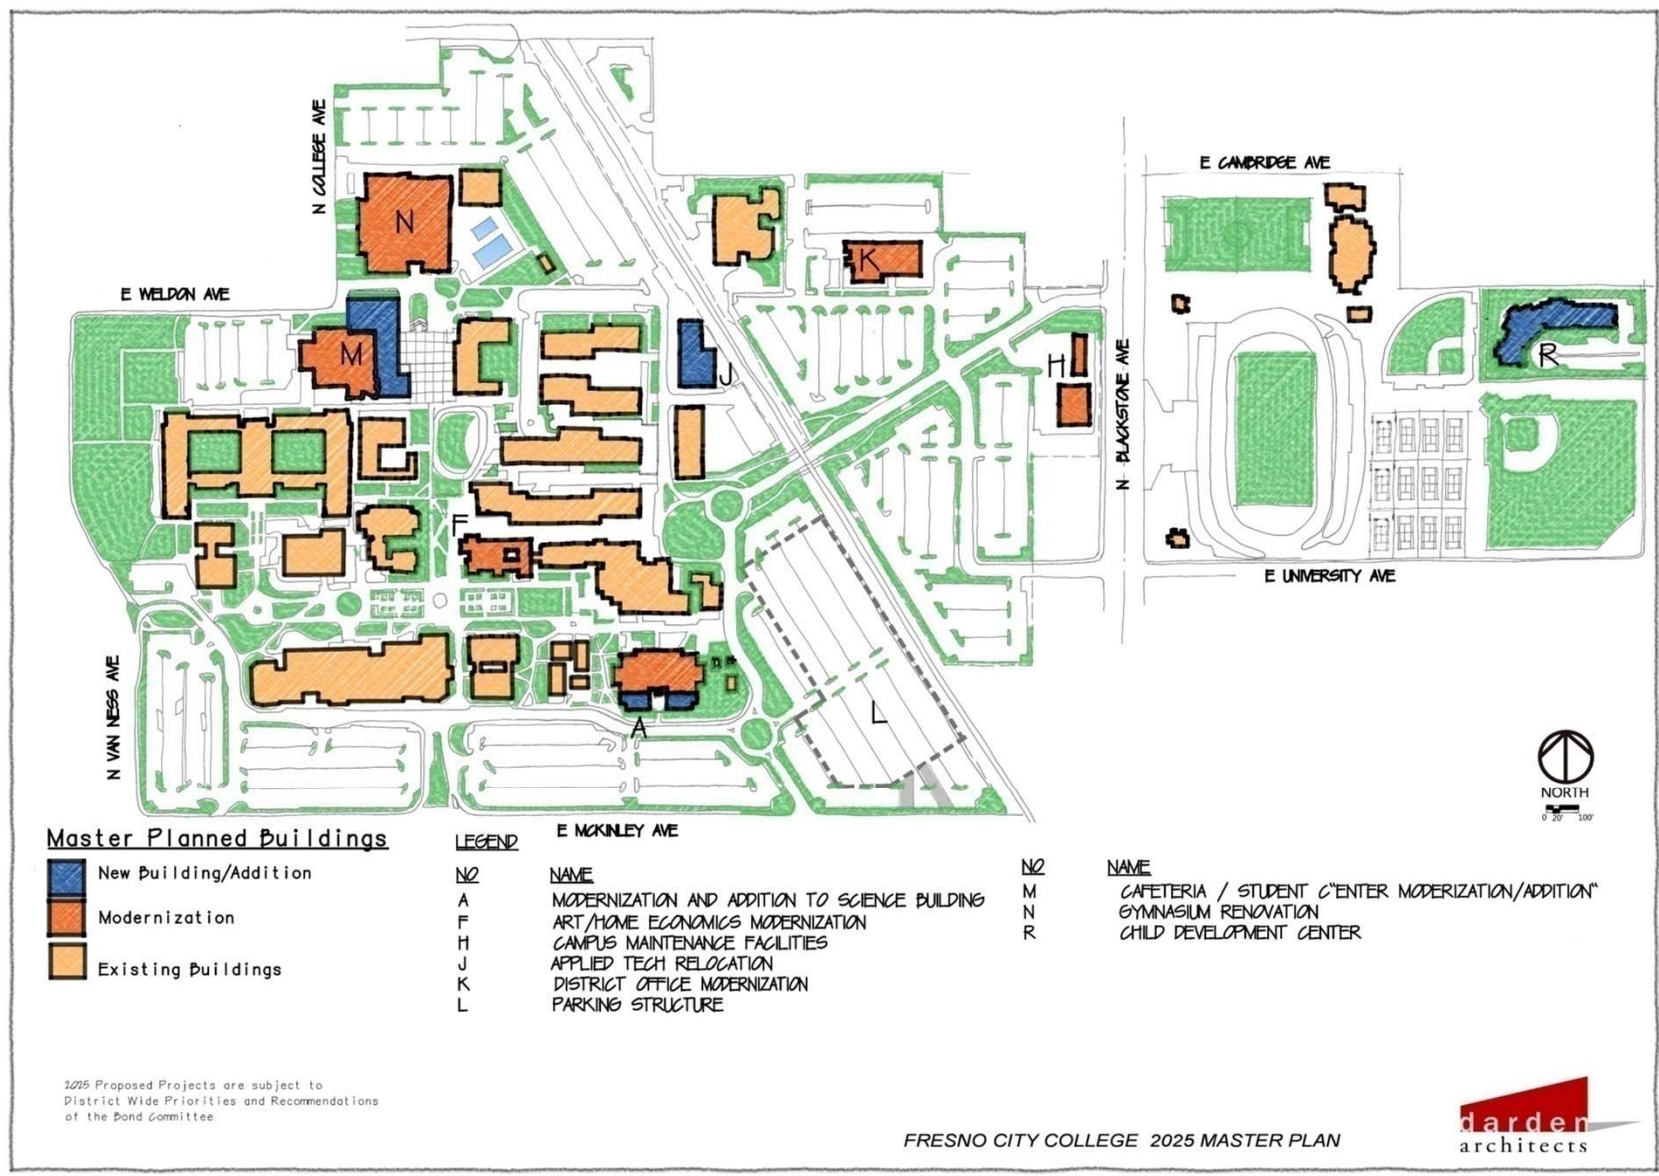 N COLLEGE AVE
E CAMBRIDGE AVE
N
K
E WELDON AVE
M
J
H
R
N BLACKSTONE AVE
F
E UNIVERSITY AVE
N VAN NESS AVE
A
L
NORTH
0 20' 100'
E MCKINLEY AVE
Master Planned Buildings
New Building/Addition
Modernization
Existing Buildings
LEGEND
NO NAME
A MODERNIZATION AND ADDITION TO SCIENCE BUILDING
F ART/HOME ECONOMICS MODERNIZATION
H CAMPUS MAINTENANCE FACILITIES
J APPLIED TECH RELOCATION
K DISTRICT OFFICE MODERNIZATION
L PARKING STRUCTURE
NO NAME
M CAFETERIA / STUDENT C"ENTER MODERIZATION/ADDITION"
N GYMNASIUM RENOVATION
R CHILD DEVELOPMENT CENTER
2025 Proposed Projects are subject to
District Wide Priorities and Recommendations
of the Bond Committee
FRESNO CITY COLLEGE 2025 MASTER PLAN
darden
architects